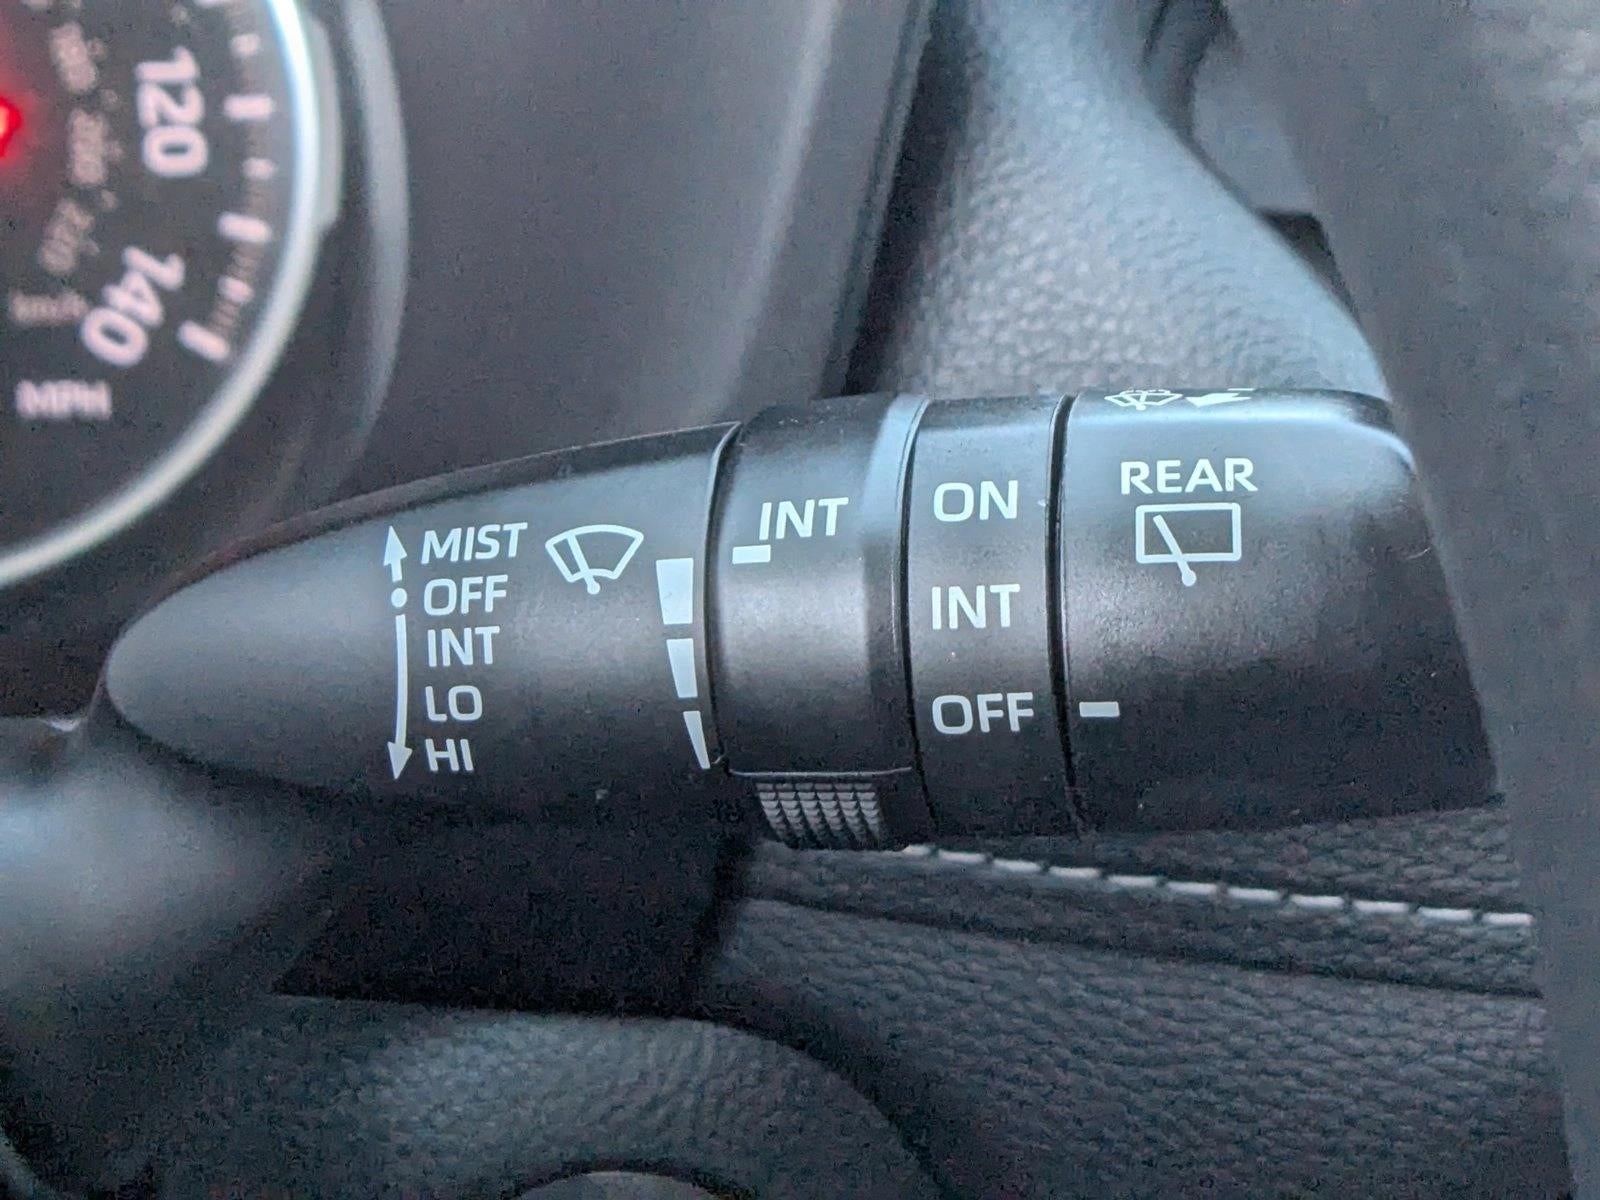 120
140
MPH
MIST
OFF
INT
LO
HI
INT
ON
INT
OFF
REAR